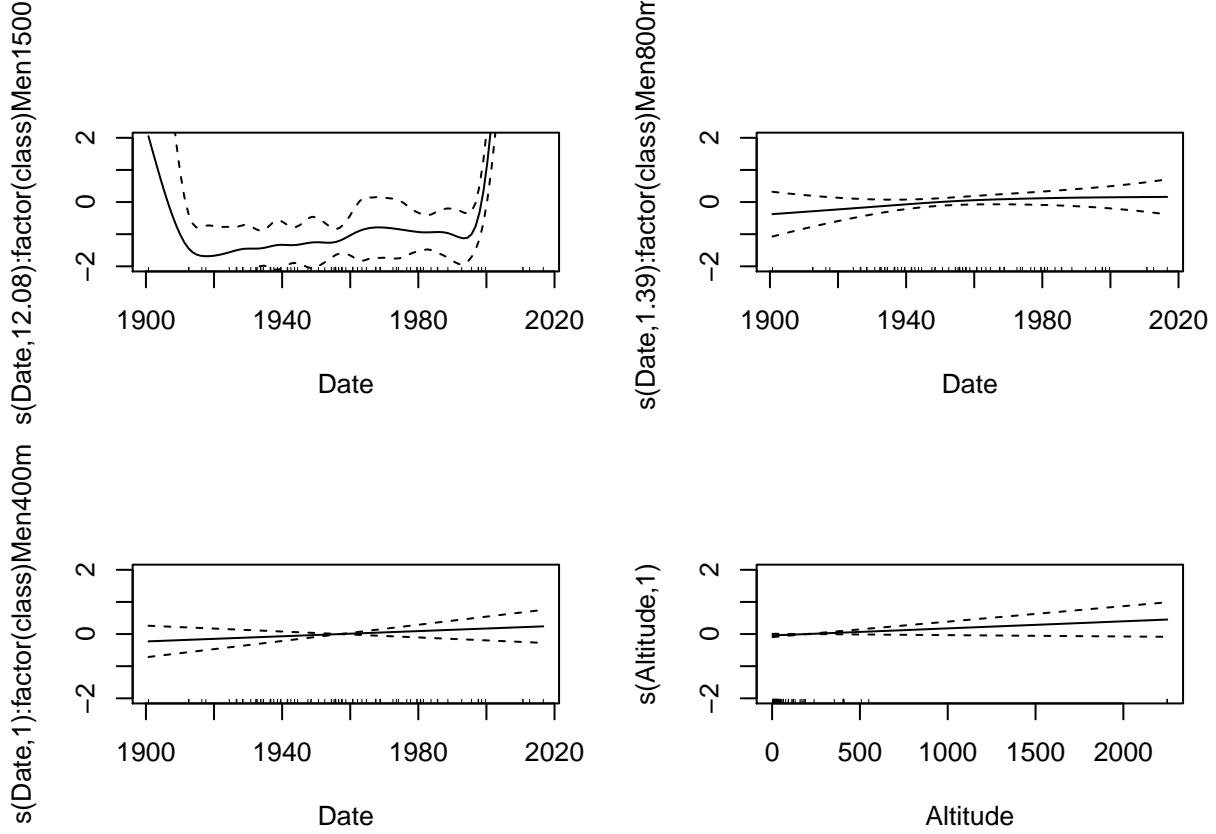 s(Date,12.08):factor(class)Men1500
2
0
−2
1900 1940 1980 2020
Date
s(Date,1.39):factor(class)Men800m
2
0
−2
1900 1940 1980 2020
Date
s(Date,1):factor(class)Men400m
2
0
−2
1900 1940 1980 2020
Date
s(Altitude,1)
2
0
−2
0 500 1000 1500 2000
Altitude